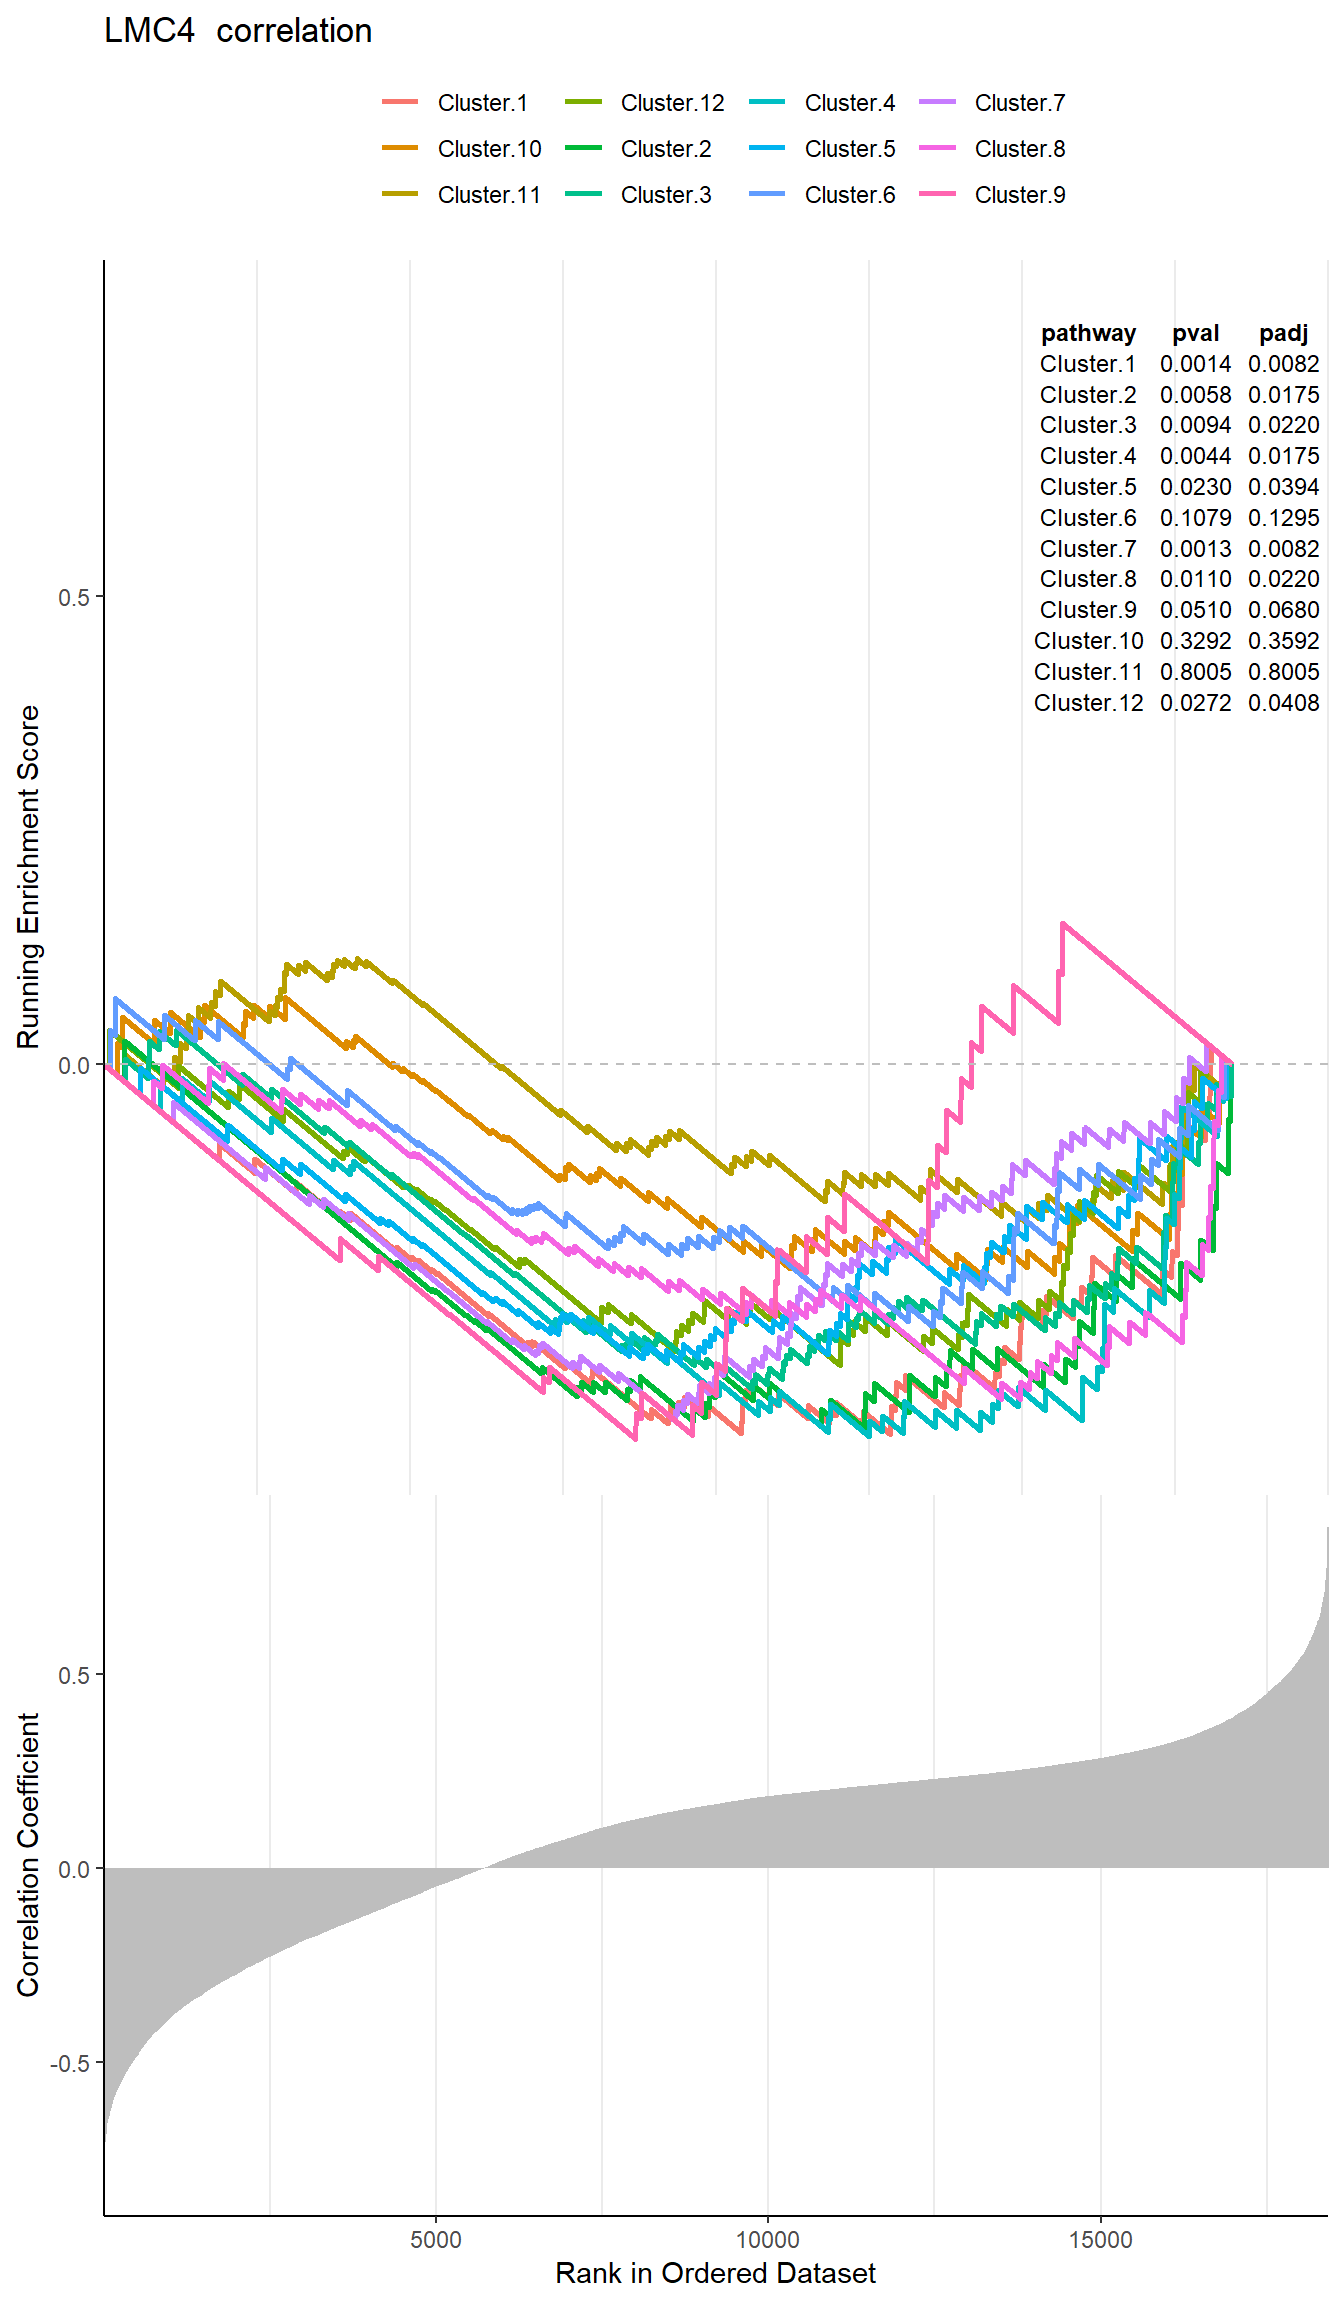 LMC4  correlation
Cluster.1 Cluster.12 Cluster.4 Cluster.7
Cluster.10 Cluster.2 Cluster.5 Cluster.8
Cluster.11 Cluster.3 Cluster.6 Cluster.9
pathway pval padj
Cluster.1 0.0014 0.0082
Cluster.2 0.0058 0.0175
Cluster.3 0.0094 0.0220
Cluster.4 0.0044 0.0175
Cluster.5 0.0230 0.0394
Cluster.6 0.1079 0.1295
Cluster.7 0.0013 0.0082
Cluster.8 0.0110 0.0220
Cluster.9 0.0510 0.0680
Cluster.10 0.3292 0.3592
Cluster.11 0.8005 0.8005
Cluster.12 0.0272 0.0408
0.5
0.0
Running Enrichment Score
0.5
0.0
-0.5
Correlation Coefficient
5000 10000 15000
Rank in Ordered Dataset